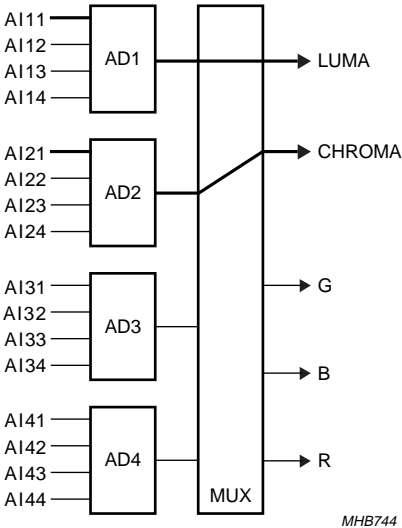 AI11
AI12
AI13
AI14
AD1
LUMA
AI21
AI22
AI23
AI24
AD2
CHROMA
AI31
AI32
AI33
AI34
AD3
G
B
AI41
AI42
AI43
AI44
AD4
R
MUX
MHB744